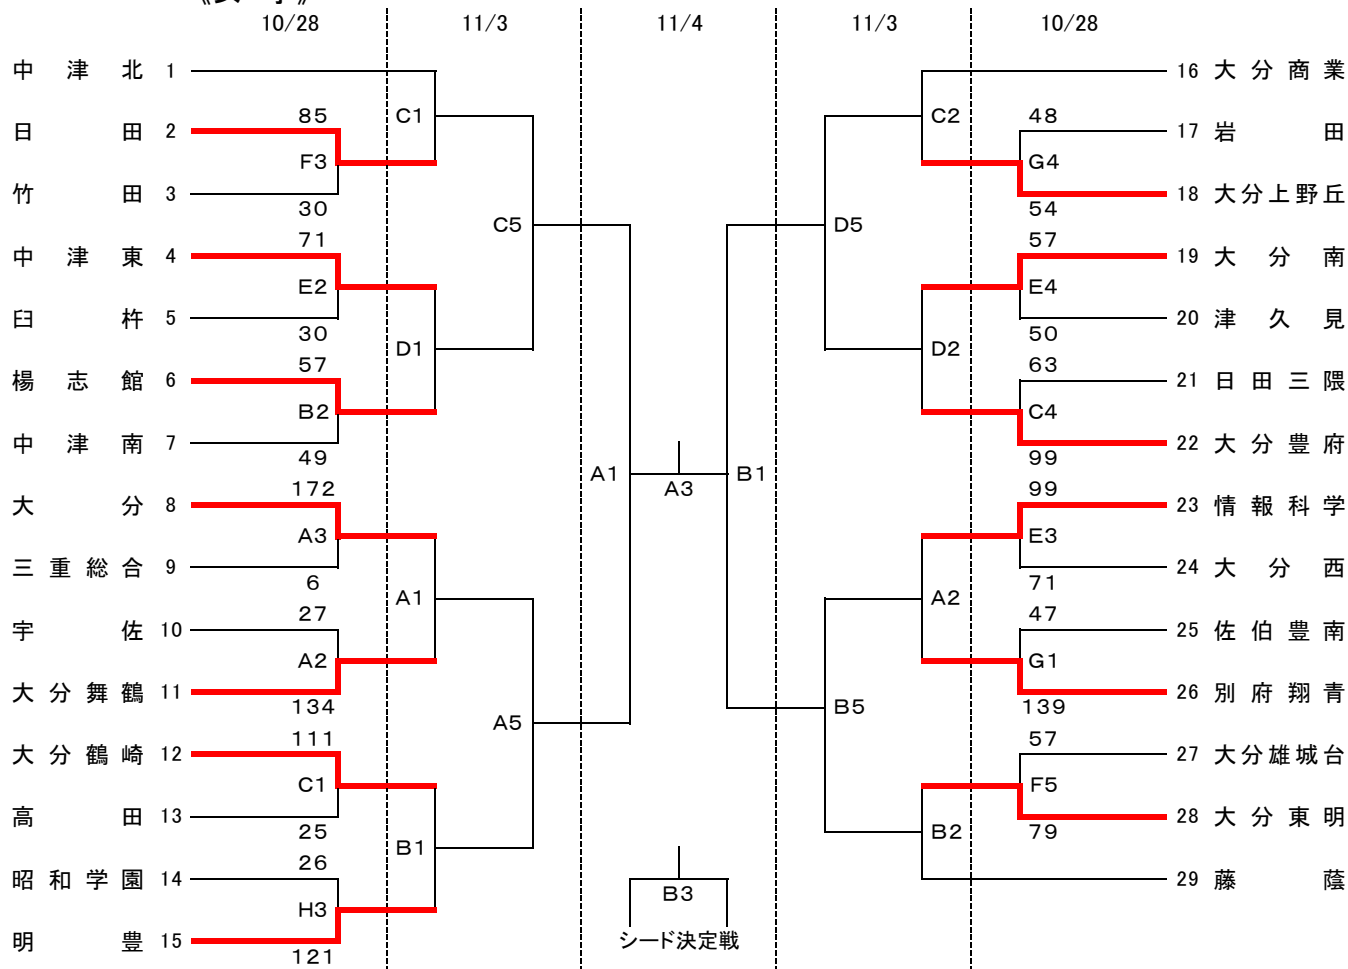 10/28 11/3 11/4 11/3 10/28
中津北 1
16 大分商業
85 C1 C2 48
日田 2
17 岩田
F3 G4
竹田 3
18 大分上野丘
30 54
71 C5 D5 57
中津東 4
19 大分南
E2 E4
臼杵 5
20 津久見
30 50
D1 D2
57 63
楊志館 6
21 日田三隈
B2 C4
中津南 7
22 大分豊府
49 99
A1 A3 B1
172 99
大分 8
23 情報科学
A3 E3
三重総合 9
24 大分西
6 71
A1 A2
27 47
宇佐 10
25 佐伯豊南
A2 G1
大分舞鶴 11
26 別府翔青
134 139
A5 B5
111 57
大分鶴崎 12
27 大分雄城台
C1 F5
高田 13
28 大分東明
25 79
B1 B2
26
昭和学園 14
29 藤蔭
B3
H3
明豊 15
シード決定戦
121